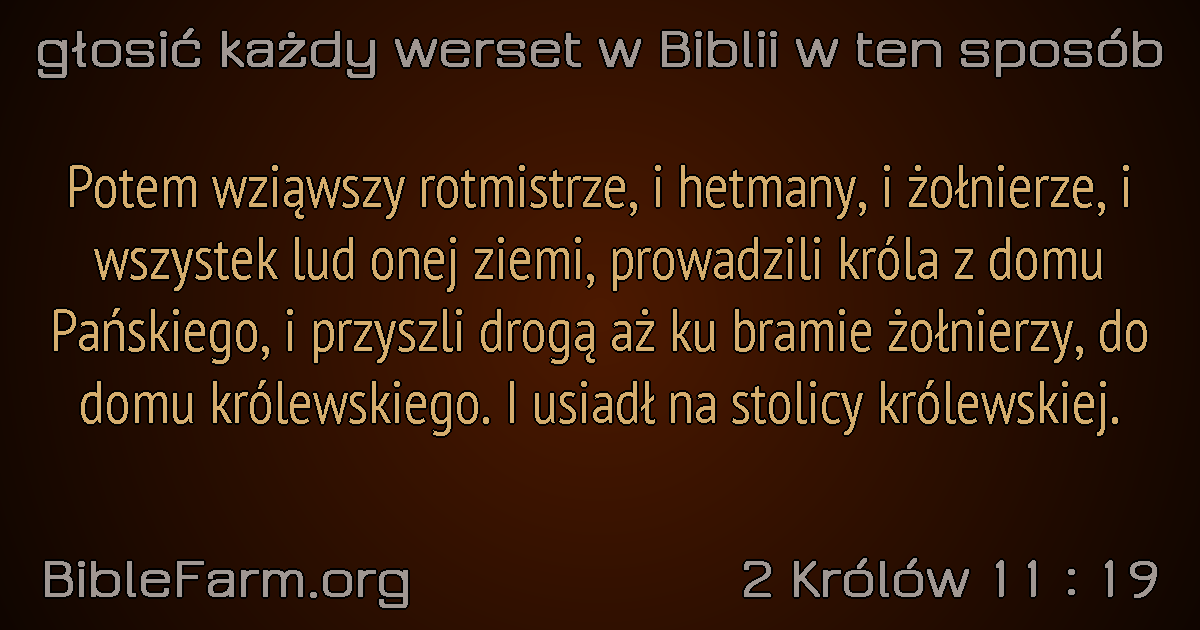 głosić każdy werset w Biblii w ten sposób
Potem wziąwszy rotmistrze, i hetmany, i żołnierze, i
wszystek lud onej ziemi, prowadzili króla z domu
Pańskiego, i przyszli drogą aż ku bramie żołnierzy, do
domu królewskiego. I usiadł na stolicy królewskiej.
BibleFarm.org
2 Królów 11 : 19